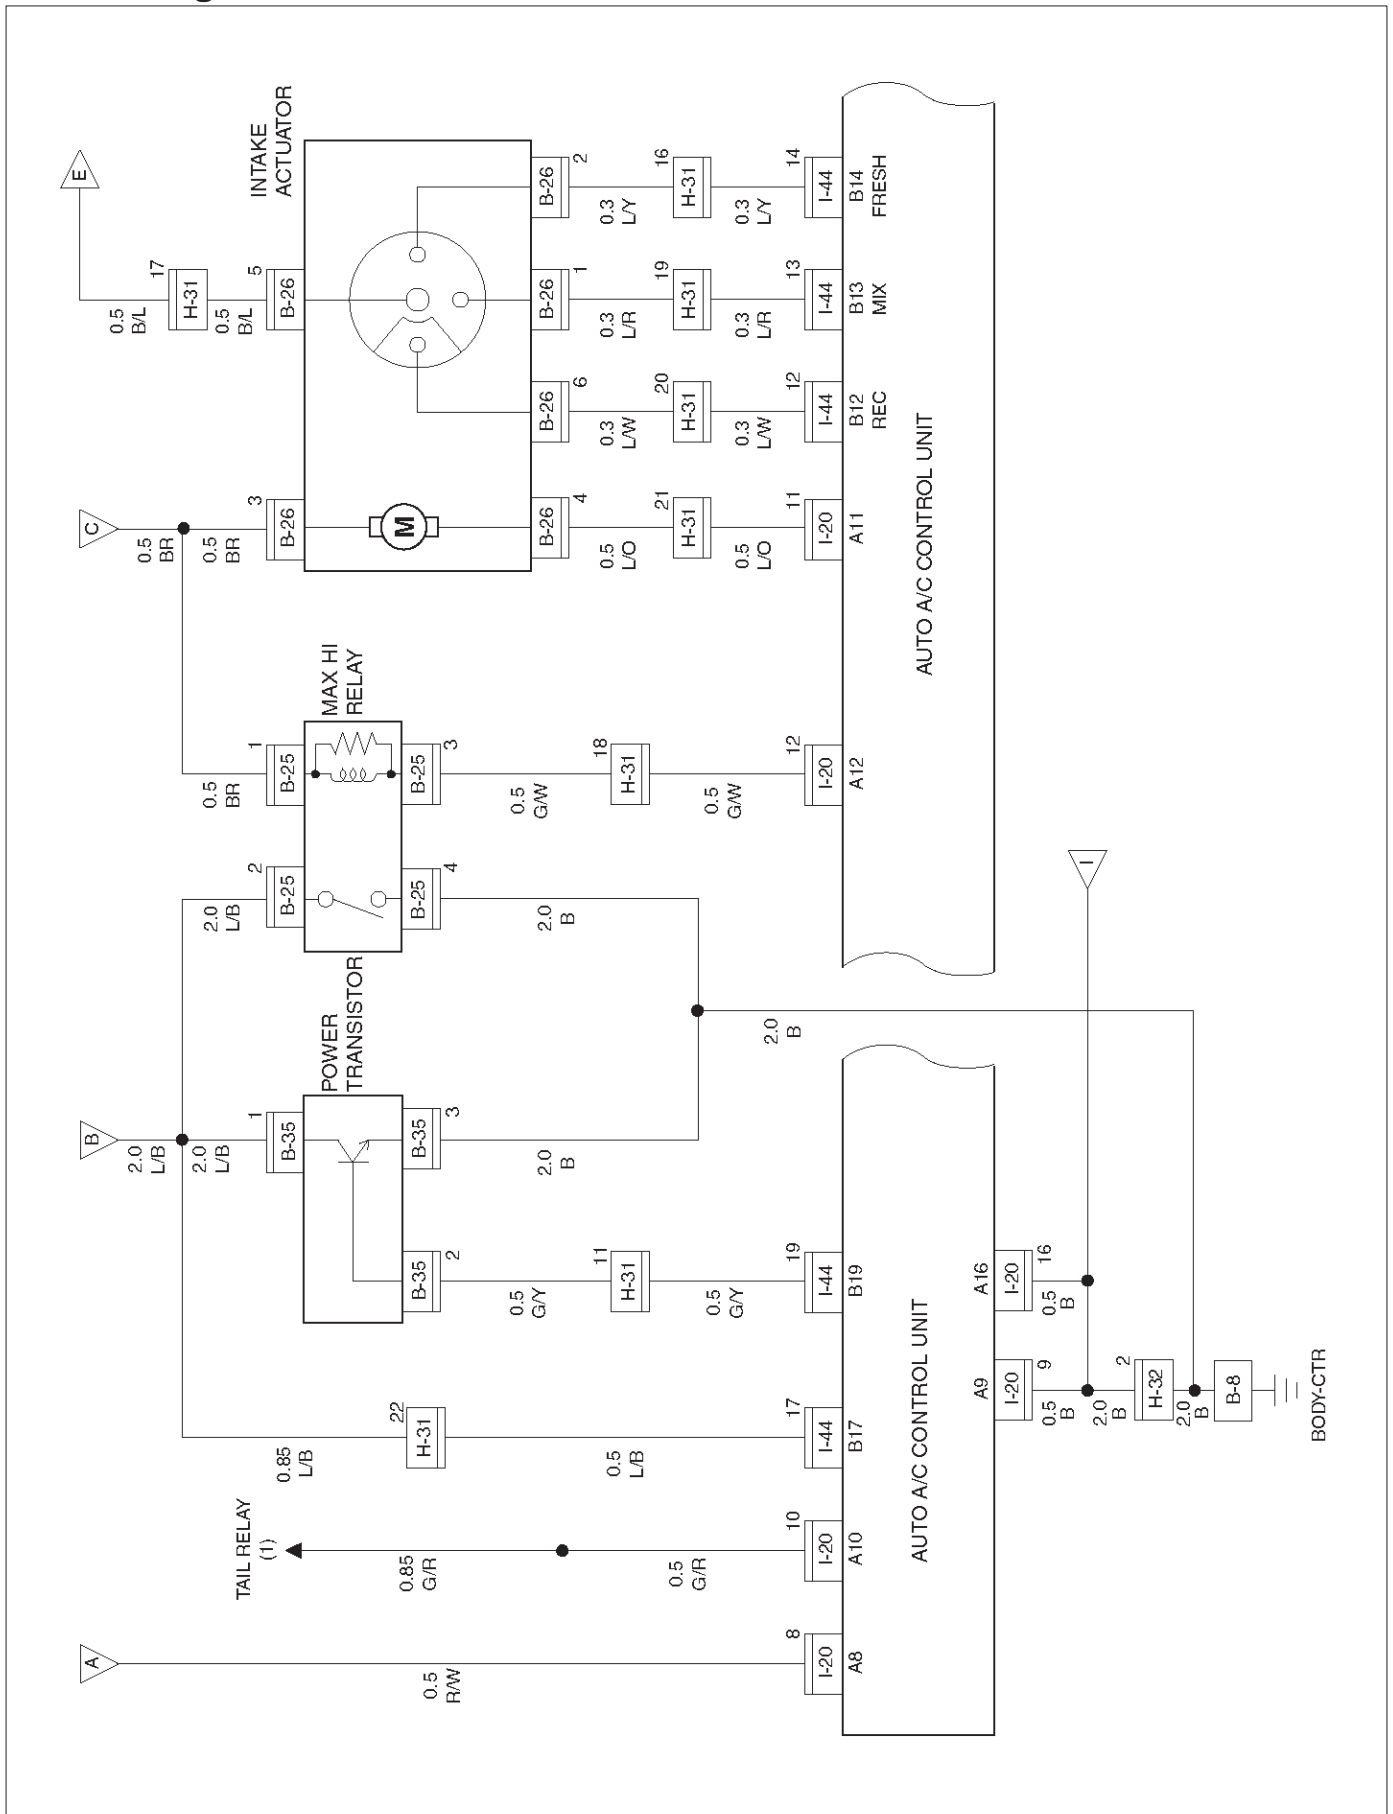 A
B
C
E
0.5
B/L
17
H-31
0.5
B/L
2.0
L/B
0.5
BR
2.0
L/B
2.0
L/B
0.5
BR
0.5
BR
TAIL RELAY
(1)
0.85
L/B
1
B-35
2
B-25
1
B-25
3
B-26
5
B-26
INTAKE
ACTUATOR
POWER
TRANSISTOR
MAX HI
RELAY
M
0.5
R/W
0.85
G/R
22
H-31
B-35
2
B-35
3
B-25
4
B-25
3
B-26
4
B-26
6
B-26
1
B-26
2
0.5
G/Y
2.0
B
2.0
B
0.5
G/W
0.5
L/O
0.3
L/W
0.3
L/R
0.3
L/Y
11
H-31
18
H-31
21
H-31
20
H-31
19
H-31
16
H-31
0.5
G/R
0.5
L/B
0.5
G/Y
2.0
B
0.5
G/W
0.5
L/O
0.3
L/W
0.3
L/R
0.3
L/Y
8
I-20
A8
10
I-20
A10
17
I-44
B17
19
I-44
B19
12
I-20
A12
11
I-20
A11
12
I-44
B12
REC
13
I-44
B13
MIX
14
I-44
B14
FRESH
AUTO A/C CONTROL UNIT
AUTO A/C CONTROL UNIT
A9
I-20
9
A16
I-20
16
0.5
B
0.5
B
I
2.0
B
2
H-32
2.0
B
B-8
BODY-CTR